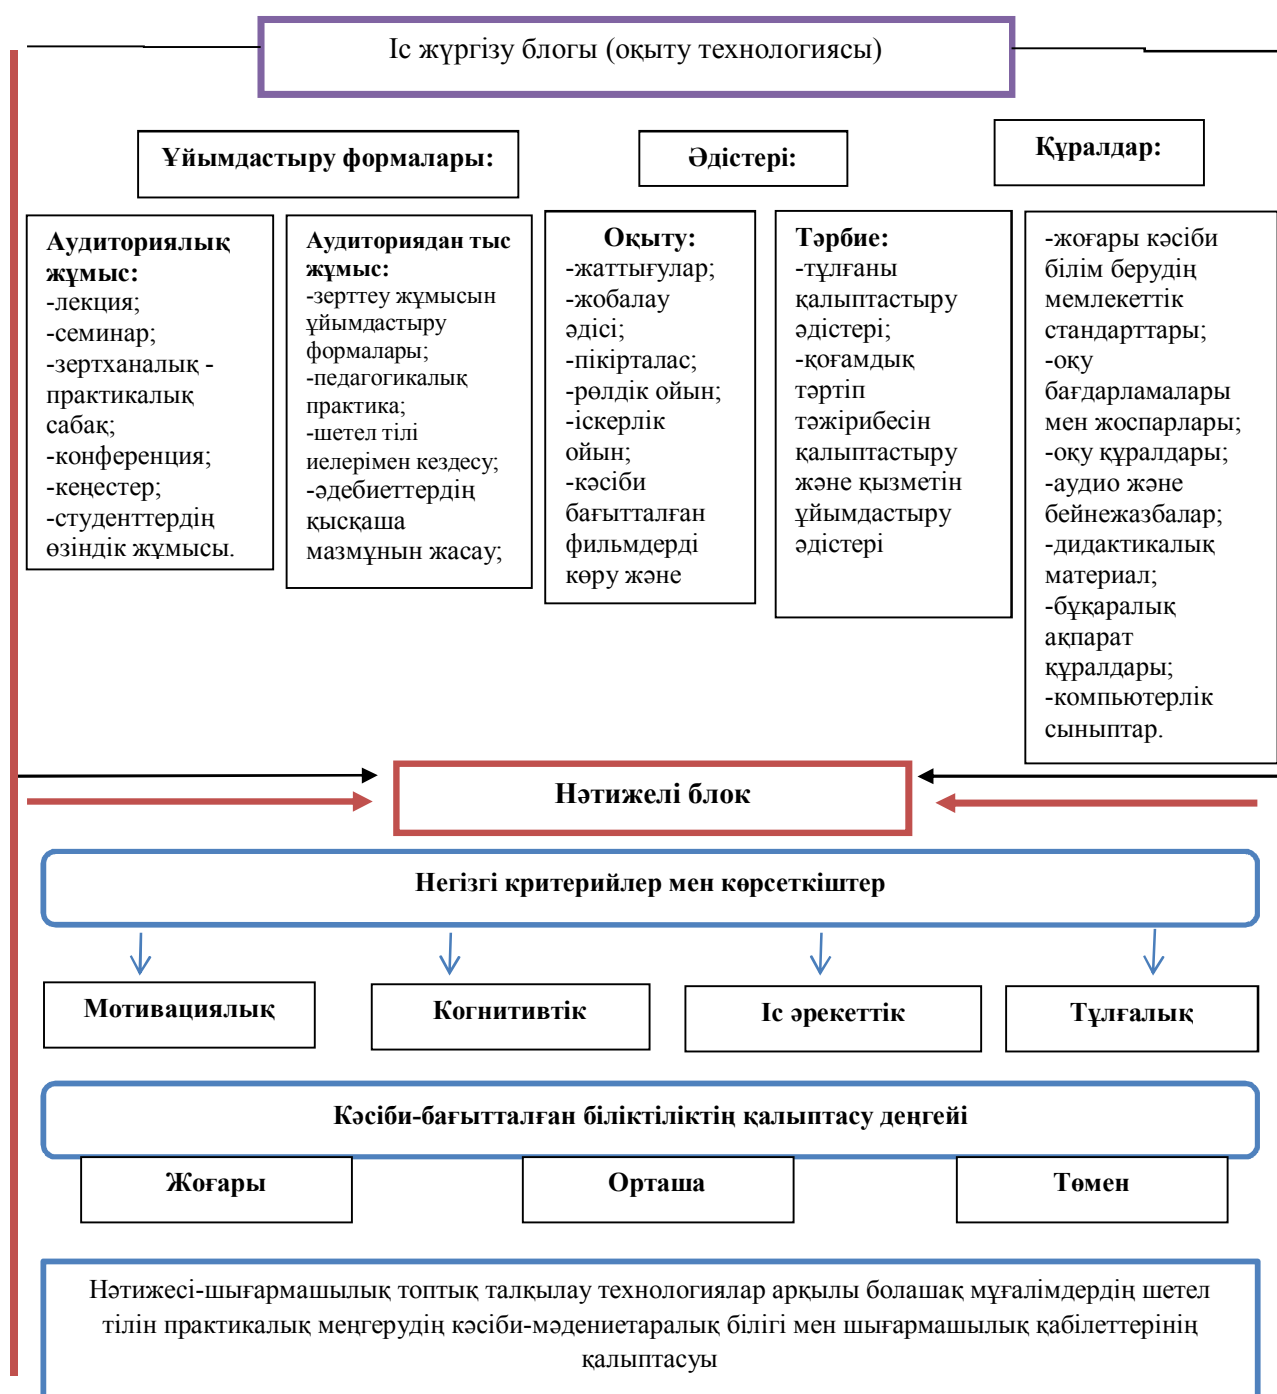 Іс жүргізу блогы (оқыту технологиясы)
Ұйымдастыру формалары:
Әдістері:
Құралдар:
Аудиториялық
жұмыс:
-лекция;
-семинар;
-зертханалық -
практикалық
сабақ;
-конференция;
-кеңестер;
-студенттердің
өзіндік жұмысы.
Аудиториядан тыс
жұмыс:
-зерттеу жұмысын
ұйымдастыру
формалары;
-педагогикалық
практика;
-шетел тілі
иелерімен кездесу;
-әдебиеттердің
қысқаша
мазмұнын жасау;
Оқыту:
-жаттығулар;
-жобалау
әдісі;
-пікірталас;
-рөлдік ойын;
-іскерлік
ойын;
-кәсіби
бағытталған
фильмдерді
көру және
Тәрбие:
-тұлғаны
қалыптастыру
әдістері;
-қоғамдық
тәртіп
тәжірибесін
қалыптастыру
және қызметін
ұйымдастыру
әдістері
-жоғары кәсіби
білім берудің
мемлекеттік
стандарттары;
-оқу
бағдарламалары
мен жоспарлары;
-оқу құралдары;
-аудио және
бейнежазбалар;
-дидактикалық
материал;
-бұқаралық
ақпарат
құралдары;
-компьютерлік
сыныптар.
Нәтижелі блок
Негізгі критерийлер мен көрсеткіштер
Мотивациялық
Когнитивтік
Іс әрекеттік
Тұлғалық
Кәсіби-бағытталған біліктіліктің қалыптасу деңгейі
Жоғары
Орташа
Төмен
Нәтижесі-шығармашылық топтық талқылау технологиялар арқылы болашақ мұғалімдердің шетел
тілін практикалық меңгерудің кәсіби-мәдениетаралық білігі мен шығармашылық қабілеттерінің
қалыптасуы